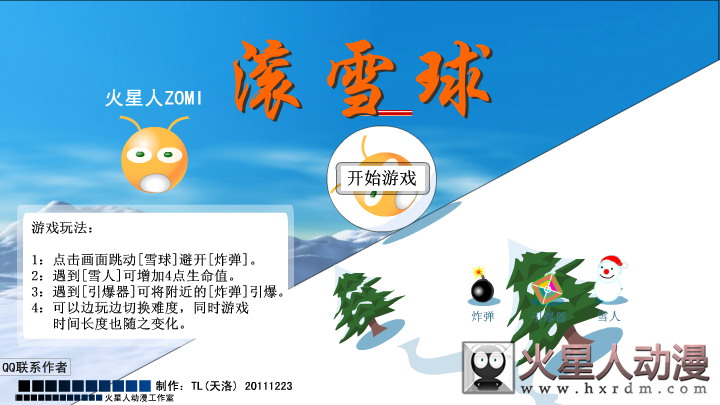 滚雪球
火星人ZOMI
开始游戏
游戏玩法：
1：点击画面跳动[雪球]避开[炸弹]。
2：遇到[雪人]可增加4点生命值。
3：遇到[引爆器]可将附近的[炸弹]引爆。
4：可以边玩边切换难度，同时游戏
时间长度也随之变化。
炸弹
引爆器
雪人
QQ联系作者
制作：TL(天洛) 20111223
火星人动漫工作室
火星人动漫
www.hxrdm.com